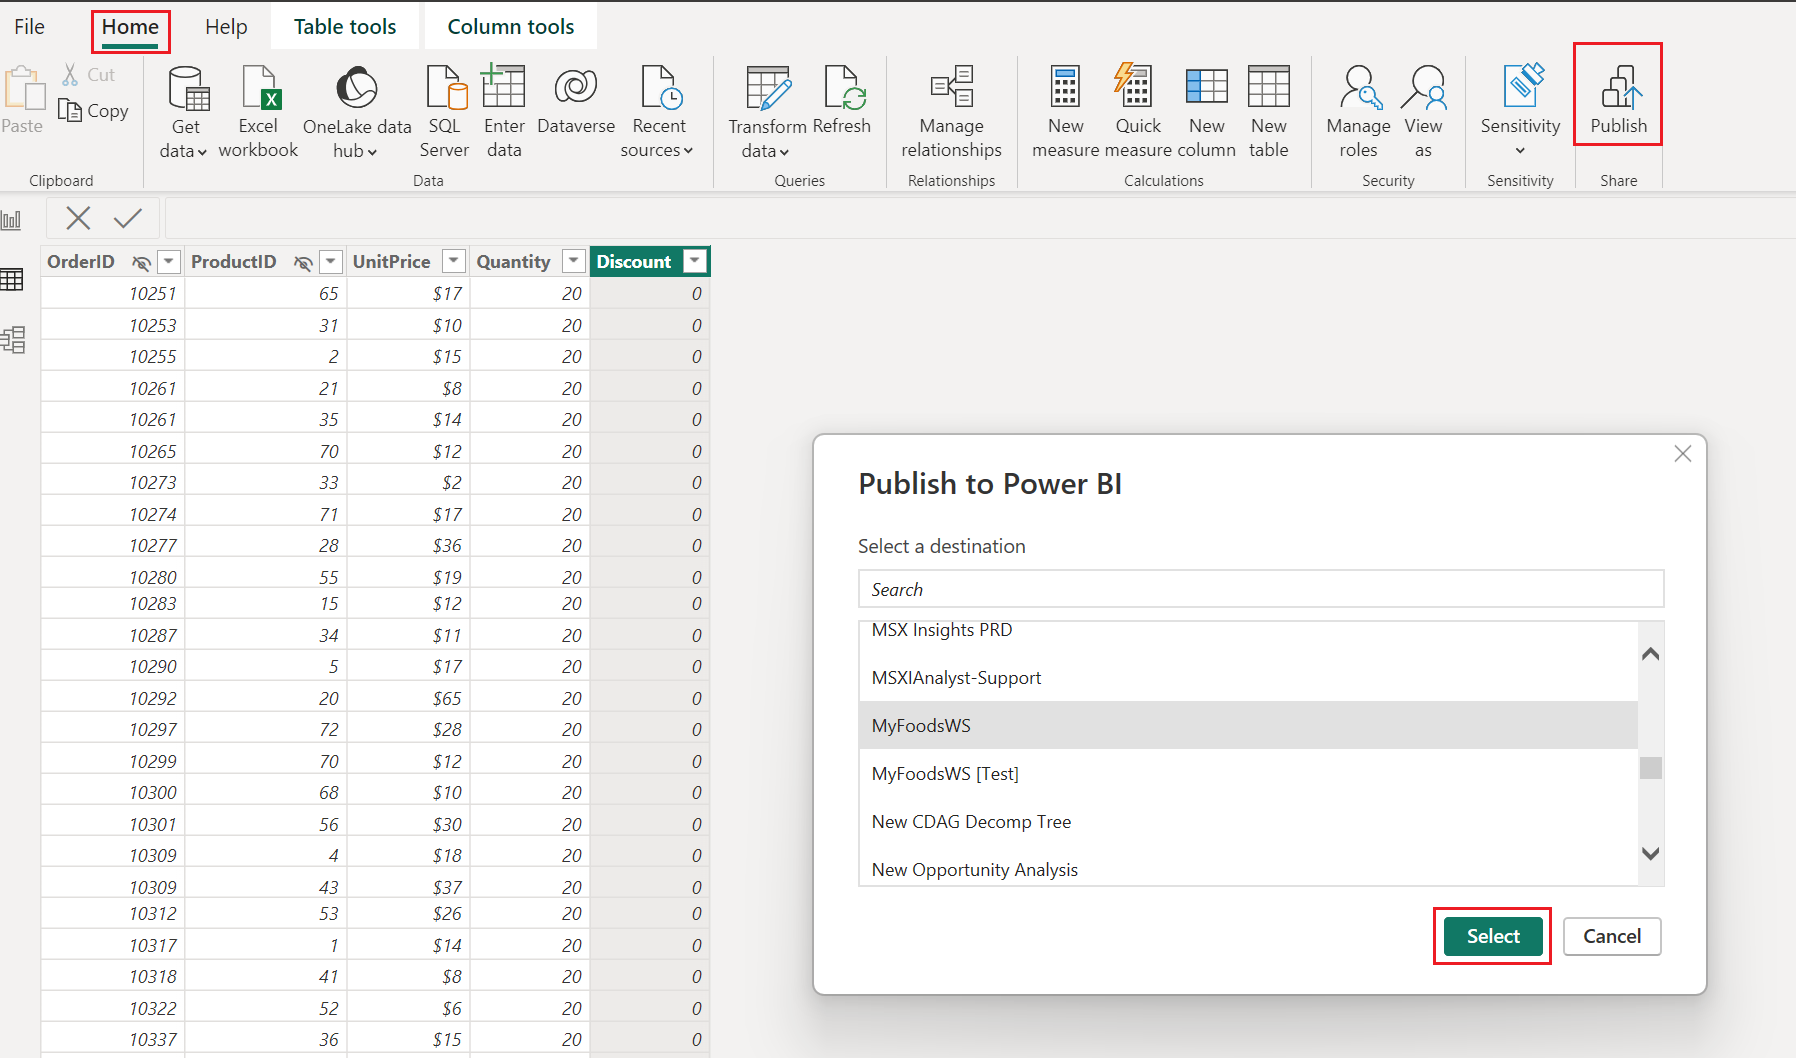 File Home Help Table tools Column tools
Paste
Cut
Copy
Clipboard
Get data
Excel workbook
OneLake data hub
SQL Server
Enter data
Dataverse
Recent sources
Data
Transform data
Refresh
Queries
Manage relationships
Relationships
New measure
Quick measure
New column
New table
Calculations
Manage roles
View as
Security
Sensitivity
Sensitivity
Publish
Share
OrderID ProductID UnitPrice Quantity Discount
10251 65 $17 20 0
10253 31 $10 20 0
10255 2 $15 20 0
10261 21 $8 20 0
10261 35 $14 20 0
10265 70 $12 20 0
10273 33 $2 20 0
10274 71 $17 20 0
10277 28 $36 20 0
10280 55 $19 20 0
10283 15 $12 20 0
10287 34 $11 20 0
10290 5 $17 20 0
10292 20 $65 20 0
10297 72 $28 20 0
10299 70 $12 20 0
10300 68 $10 20 0
10301 56 $30 20 0
10309 4 $18 20 0
10309 43 $37 20 0
10312 53 $26 20 0
10317 1 $14 20 0
10318 41 $8 20 0
10322 52 $6 20 0
10337 36 $15 20 0
Publish to Power BI
Select a destination
Search
MSX Insights PRD
MSXIAnalyst-Support
MyFoodsWS
MyFoodsWS [Test]
New CDAG Decomp Tree
New Opportunity Analysis
Select Cancel